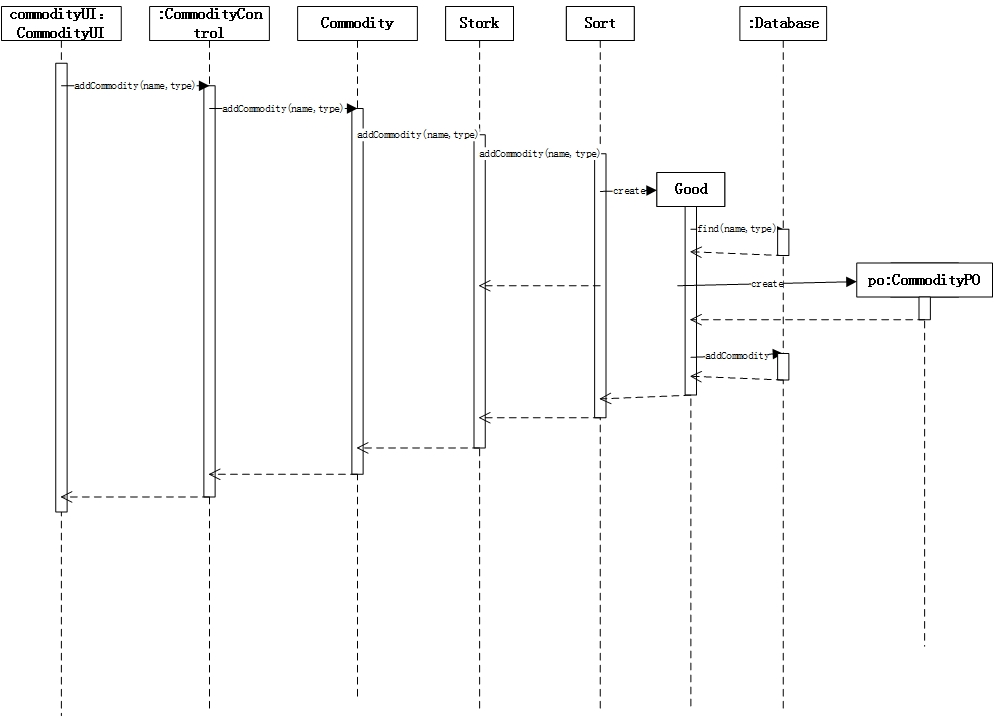 commodityUI:
CommodityUI
:CommodityCon
trol
Commodity
Stork
Sort
:Database
addCommodity(name,type)
addCommodity(name,type)
addCommodity(name,type)
addCommodity(name,type)
create
Good
find(name,type)
create
po:CommodityPO
addCommodity